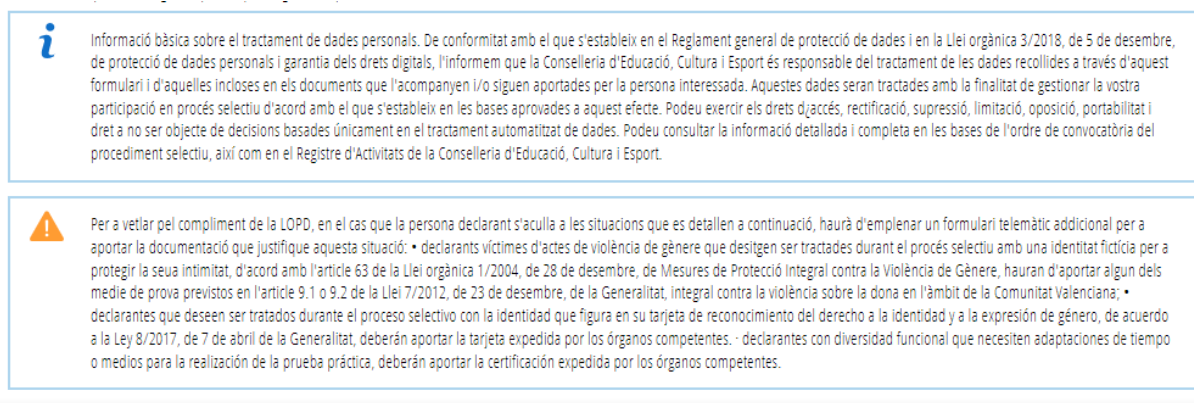 Informació bàsica sobre el tractament de dades personals. De conformitat amb el que s'estableix en el Reglament general de protecció de dades i en la Llei orgànica 3/2018, de 5 de desembre,
de protecció de dades personals i garantia dels drets digitals, l'informem que la Conselleria d'Educació, Cultura i Esport és responsable del tractament de les dades recollides a través d'aquest
formulari i d'aquelles incloses en els documents que l'acompanyen i/o siguen aportades per la persona interessada. Aquestes dades seran tractades amb la finalitat de gestionar la vostra
participació en procés selectiu d'acord amb el que s'estableix en les bases aprovades a aquest efecte. Podeu exercir els drets d¿accés, rectificació, supressió, limitació, oposició, portabilitat i
dret a no ser objecte de decisions basades únicament en el tractament automatitzat de dades. Podeu consultar la informació detallada i completa en les bases de l'ordre de convocatòria del
procediment selectiu, així com en el Registre d'Activitats de la Conselleria d'Educació, Cultura i Esport.
Per a vetlar pel compliment de la LOPD, en el cas que la persona declarant s'aculla a les situacions que es detallen a continuació, haurà d'emplenar un formulari telemàtic addicional per a
aportar la documentació que justifique aquesta situació: • declarants víctimes d'actes de violència de gènere que desitgen ser tractades durant el procés selectiu amb una identitat fictícia per a
protegir la seua intimitat, d'acord amb l'article 63 de la Llei orgànica 1/2004, de 28 de desembre, de Mesures de Protecció Integral contra la Violència de Gènere, hauran d'aportar algun dels
medie de prova previstos en l'article 9.1 o 9.2 de la Llei 7/2012, de 23 de desembre, de la Generalitat, integral contra la violència sobre la dona en l'àmbit de la Comunitat Valenciana; •
declarantes que deseen ser tratados durante el proceso selectivo con la identidad que figura en su tarjeta de reconocimiento del derecho a la identidad y a la expresión de género, de acuerdo
a la Ley 8/2017, de 7 de abril de la Generalitat, deberán aportar la tarjeta expedida por los órganos competentes. · declarantes con diversidad funcional que necesiten adaptaciones de tiempo
o medios para la realización de la prueba práctica, deberán aportar la certificación expedida por los órganos competentes.